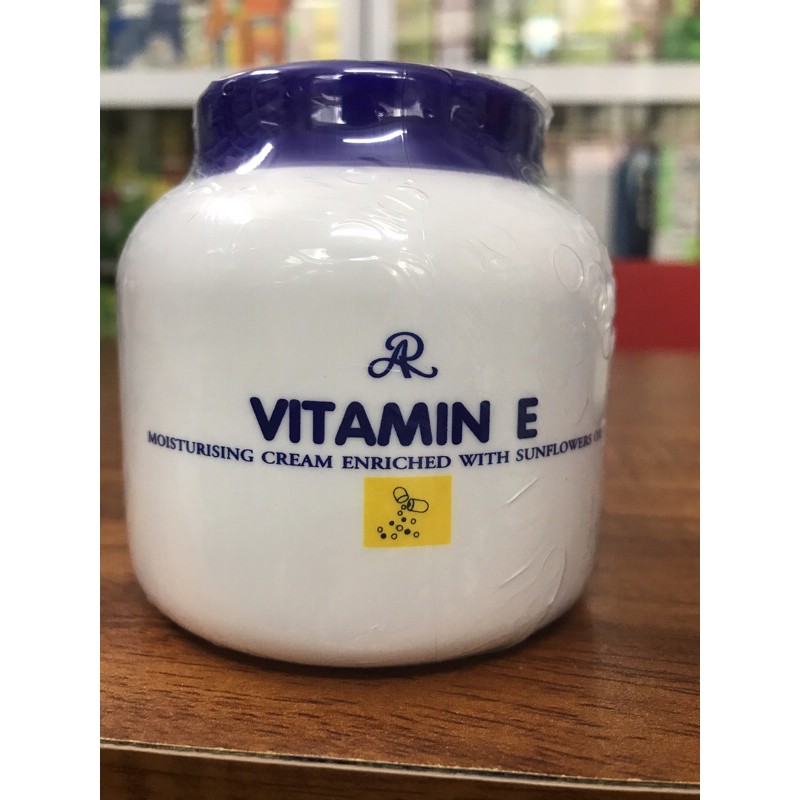 AR
VITAMIN E
MOISTURISING CREAM ENRICHED WITH SUNFLOWERS